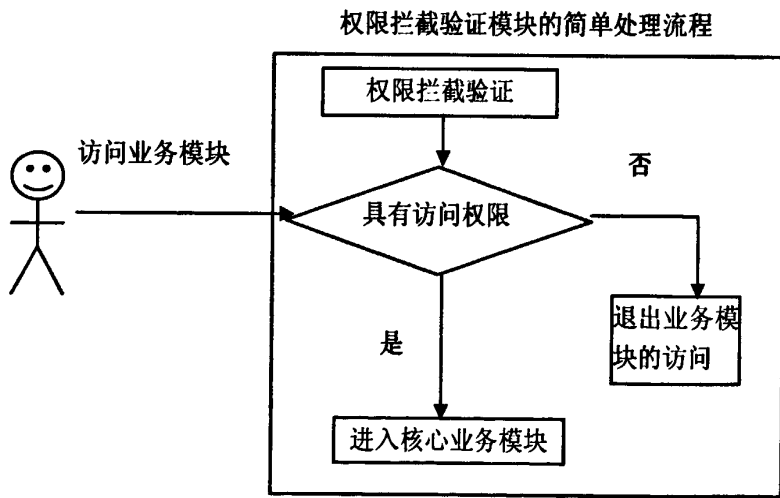 权限拦截验证模块的简单处理流程
权限拦截验证
访问业务模块
否
具有访问权限
退出业务模
块的访问
是
进入核心业务模块